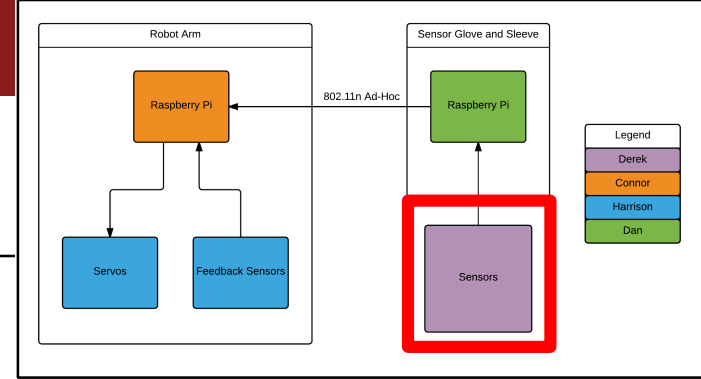 Robot Arm
Sensor Glove and Sleeve
802.11n Ad-Hoc
Raspberry Pi
Raspberry Pi
Servos
Feedback Sensors
Sensors
Legend
Derek
Connor
Harrison
Dan